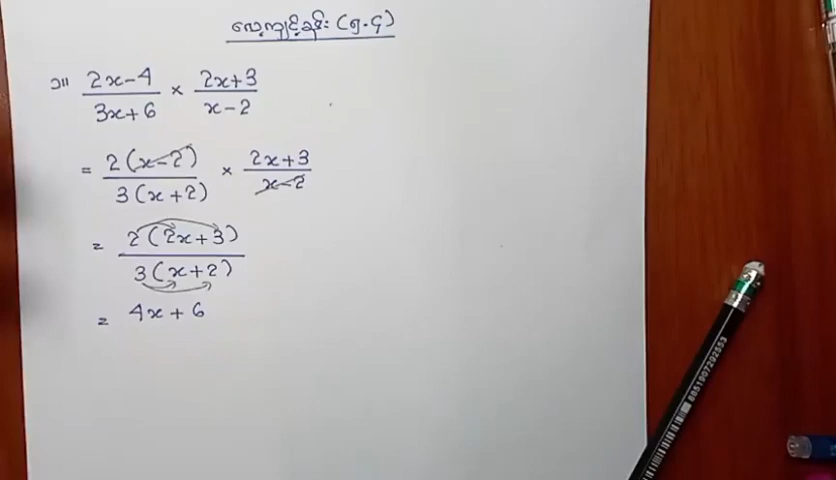 လေ့ကျင့်ခန်း (၅.၄)
၁။ (2x-4)/(3x+6) × (2x+3)/(x-2)
= 2(x-2)/3(x+2) × (2x+3)/(x-2)
= 2(2x+3)/3(x+2)
= 4x+6
8851907292553